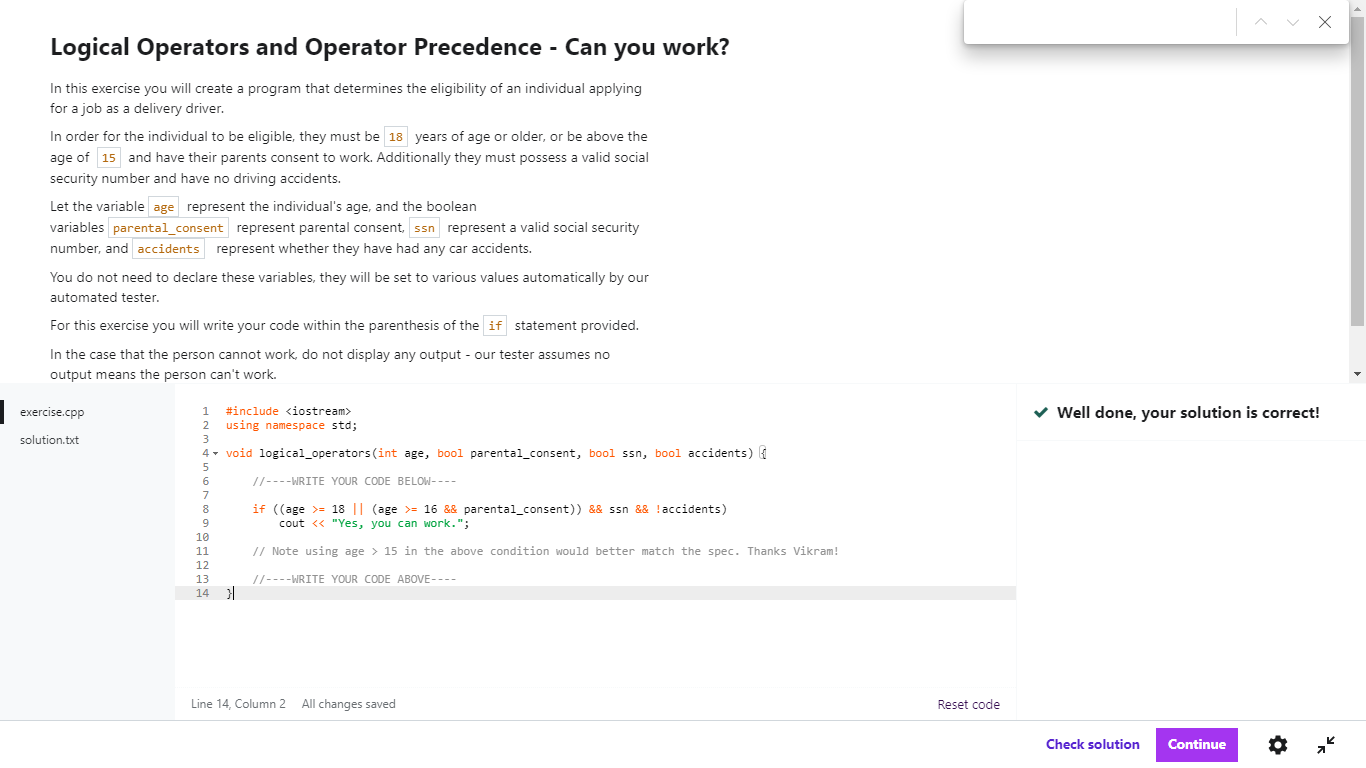 Logical Operators and Operator Precedence - Can you work?
In this exercise you will create a program that determines the eligibility of an individual applying
for a job as a delivery driver.
In order for the individual to be eligible, they must be 18 years of age or older, or be above the
age of 15 and have their parents consent to work. Additionally they must possess a valid social
security number and have no driving accidents.
Let the variable age represent the individual's age, and the boolean
variables parental_consent represent parental consent, ssn represent a valid social security
number, and accidents represent whether they have had any car accidents.
You do not need to declare these variables, they will be set to various values automatically by our
automated tester.
For this exercise you will write your code within the parenthesis of the if statement provided.
In the case that the person cannot work, do not display any output - our tester assumes no
output means the person can't work.
exercise.cpp
solution.txt
1 #include <iostream>
2 using namespace std;
3
4 void logical_operators(int age, bool parental_consent, bool ssn, bool accidents) {
5
6 //----WRITE YOUR CODE BELOW----
7
8 if ((age >= 18 || (age >= 16 && parental_consent)) && ssn && !accidents)
9 cout << "Yes, you can work.";
10
11 // Note using age > 15 in the above condition would better match the spec. Thanks Vikram!
12
13 //----WRITE YOUR CODE ABOVE----
14 }
Well done, your solution is correct!
Line 14, Column 2 All changes saved
Reset code
Check solution
Continue